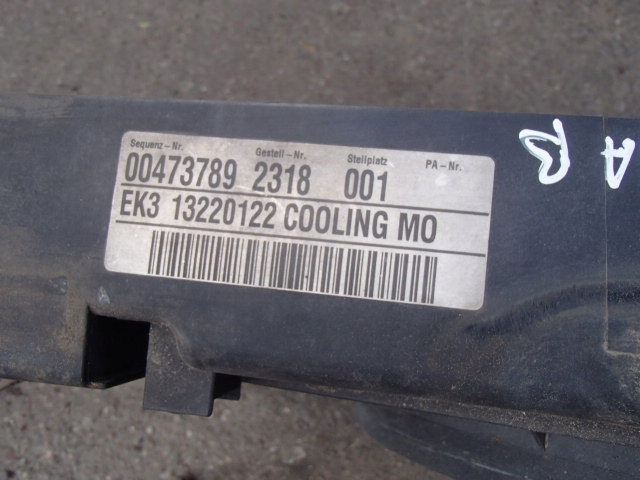 Sequenz-Nr. Gestell-Nr. Stellplatz PA-Nr.
00473789 2318 001
EK3 13220122 COOLING MO
A B